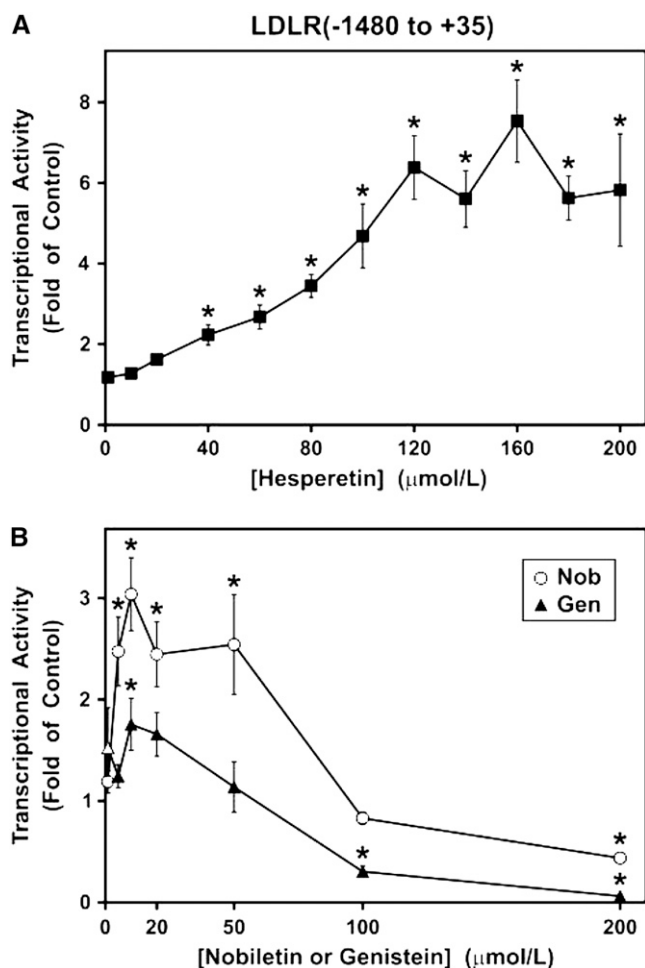 A
LDLR(-1480 to +35)
Transcriptional Activity
(Fold of Control)
8
6
4
2
0
*
*
*
*
*
*
*
*
*
0 40 80 120 160 200
[Hesperetin] (μmol/L)
B
Transcriptional Activity
(Fold of Control)
3
2
1
0
*
*
*
*
*
*
*
*
Nob
Gen
0 20 50 100 200
[Nobiletin or Genistein] (μmol/L)